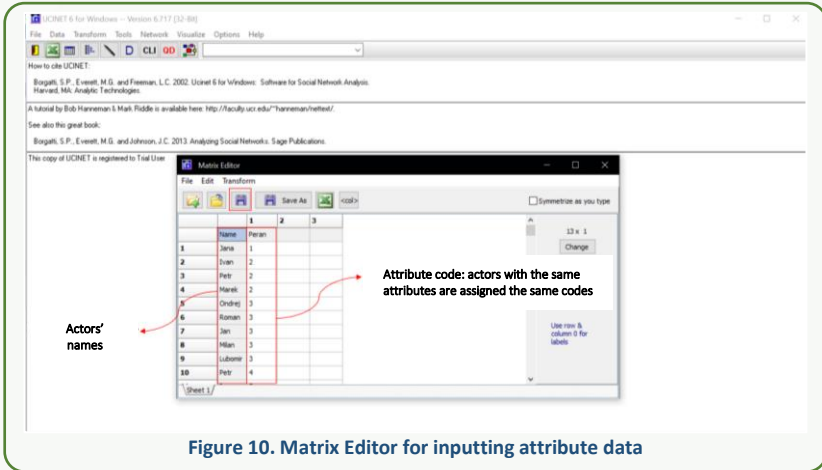 UCINET 6 for Windows -- Version 6.717 (32-Bit)
File Data Transform Tools Network Visualize Options Help
D CLI QD
How to cite UCINET:
Borgatti, S.P., Everett, M.G. and Freeman, L.C. 2002. Ucinet 6 for Windows: Software for Social Network Analysis.
Harvard, MA: Analytic Technologies.
A tutorial by Bob Hanneman & Mark Riddle is available here: http://faculty.ucr.edu/~hanneman/nettext/.
See also this great book:
Borgatti, S.P., Everett, M.G. and Johnson, J.C. 2013. Analyzing Social Networks. Sage Publications.
This copy of UCINET is registered to Trial User
Matrix Editor
File Edit Transform
Save As <col> Symmetrize as you type
1 2 3
Name Peran
1 Jana 1
2 Ivan 2
3 Petr 2
4 Marek 2
5 Ondrej 3
6 Roman 3
7 Jan 3
8 Milan 3
9 Lubomir 3
10 Petr 4
Sheet 1
13 x 1
Change
Use row &
column 0 for
labels
Attribute code: actors with the same
attributes are assigned the same codes
Actors'
names
Figure 10. Matrix Editor for inputting attribute data